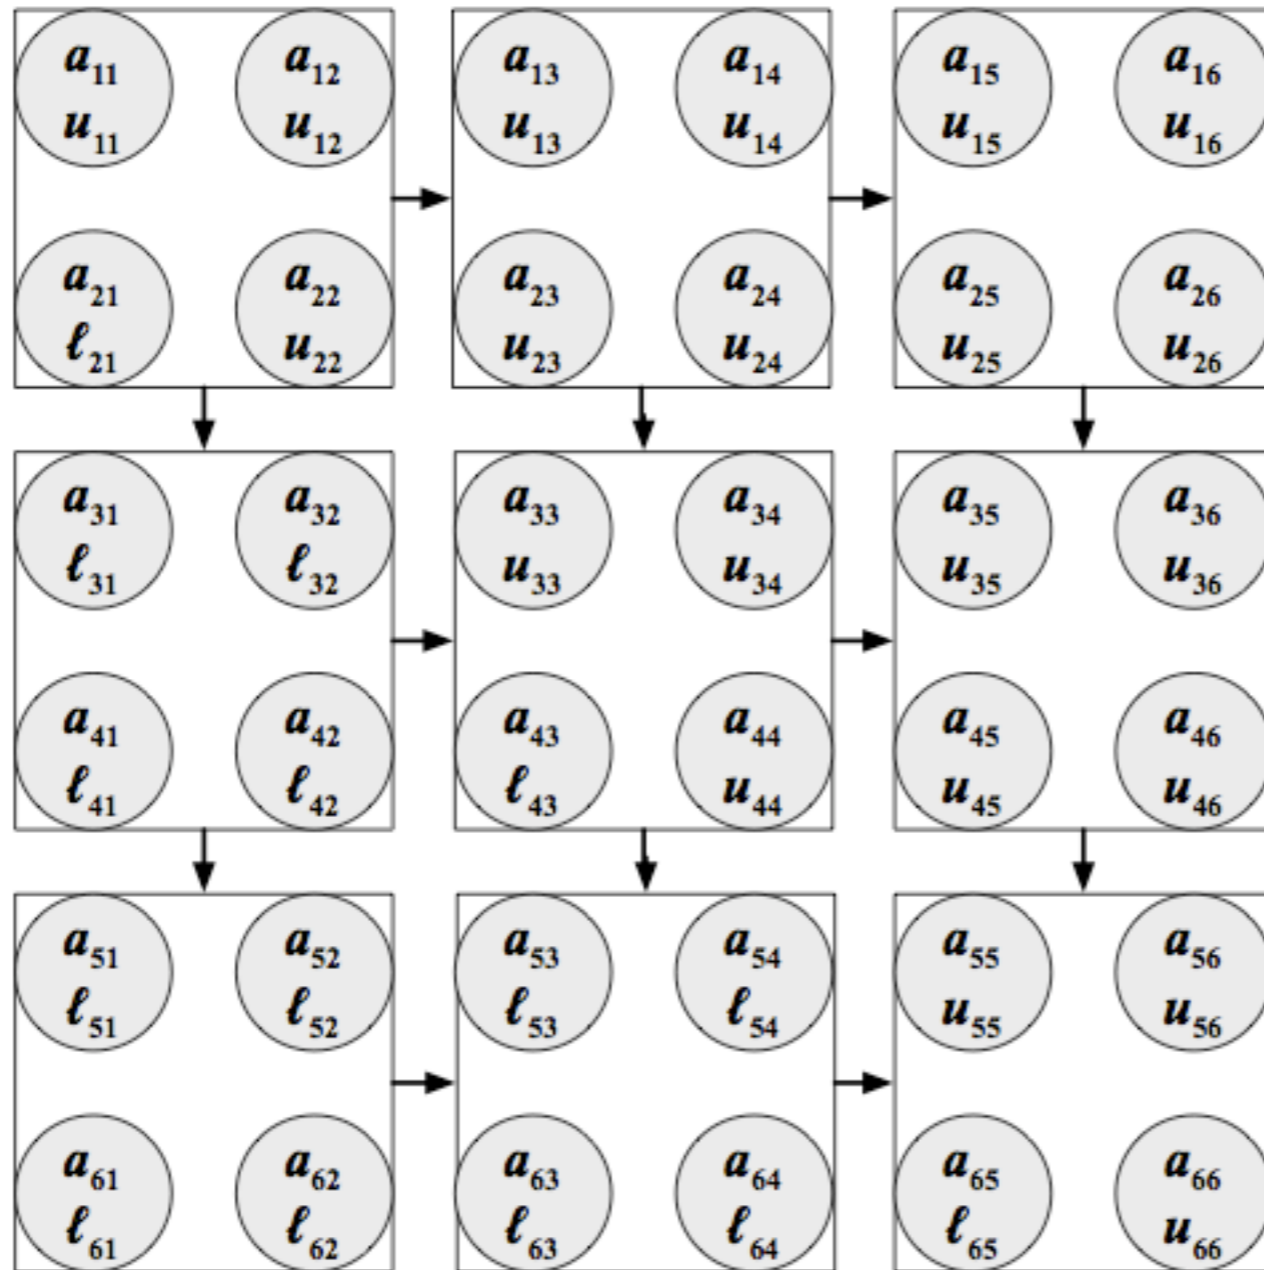 a₁₁ a₁₂ a₁₃ a₁₄ a₁₅ a₁₆
u₁₁ u₁₂ u₁₃ u₁₄ u₁₅ u₁₆
a₂₁ a₂₂ a₂₃ a₂₄ a₂₅ a₂₆
ℓ₂₁ u₂₂ u₂₃ u₂₄ u₂₅ u₂₆
a₃₁ a₃₂ a₃₃ a₃₄ a₃₅ a₃₆
ℓ₃₁ ℓ₃₂ u₃₃ u₃₄ u₃₅ u₃₆
a₄₁ a₄₂ a₄₃ a₄₄ a₄₅ a₄₆
ℓ₄₁ ℓ₄₂ ℓ₄₃ u₄₄ u₄₅ u₄₆
a₅₁ a₅₂ a₅₃ a₅₄ a₅₅ a₅₆
ℓ₅₁ ℓ₅₂ ℓ₅₃ ℓ₅₄ u₅₅ u₅₆
a₆₁ a₆₂ a₆₃ a₆₄ a₆₅ a₆₆
ℓ₆₁ ℓ₆₂ ℓ₆₃ ℓ₆₄ ℓ₆₅ u₆₆